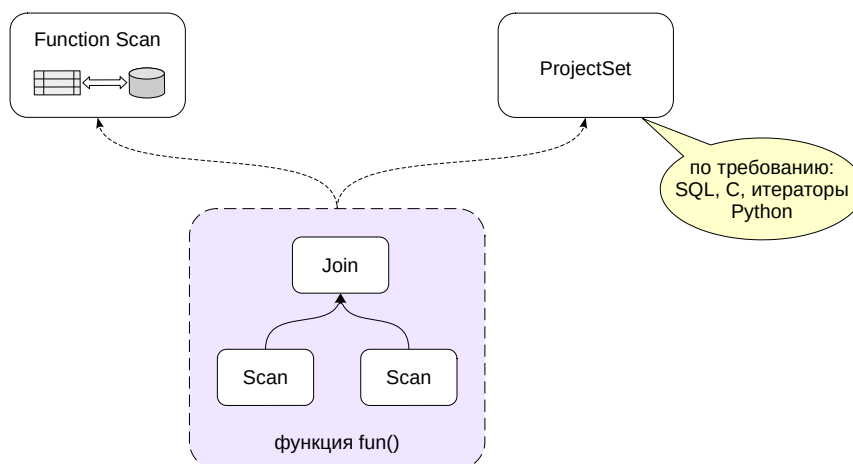 Function Scan
ProjectSet
по требованию:
SQL, C, итераторы
Python
Join
Scan
Scan
функция fun()